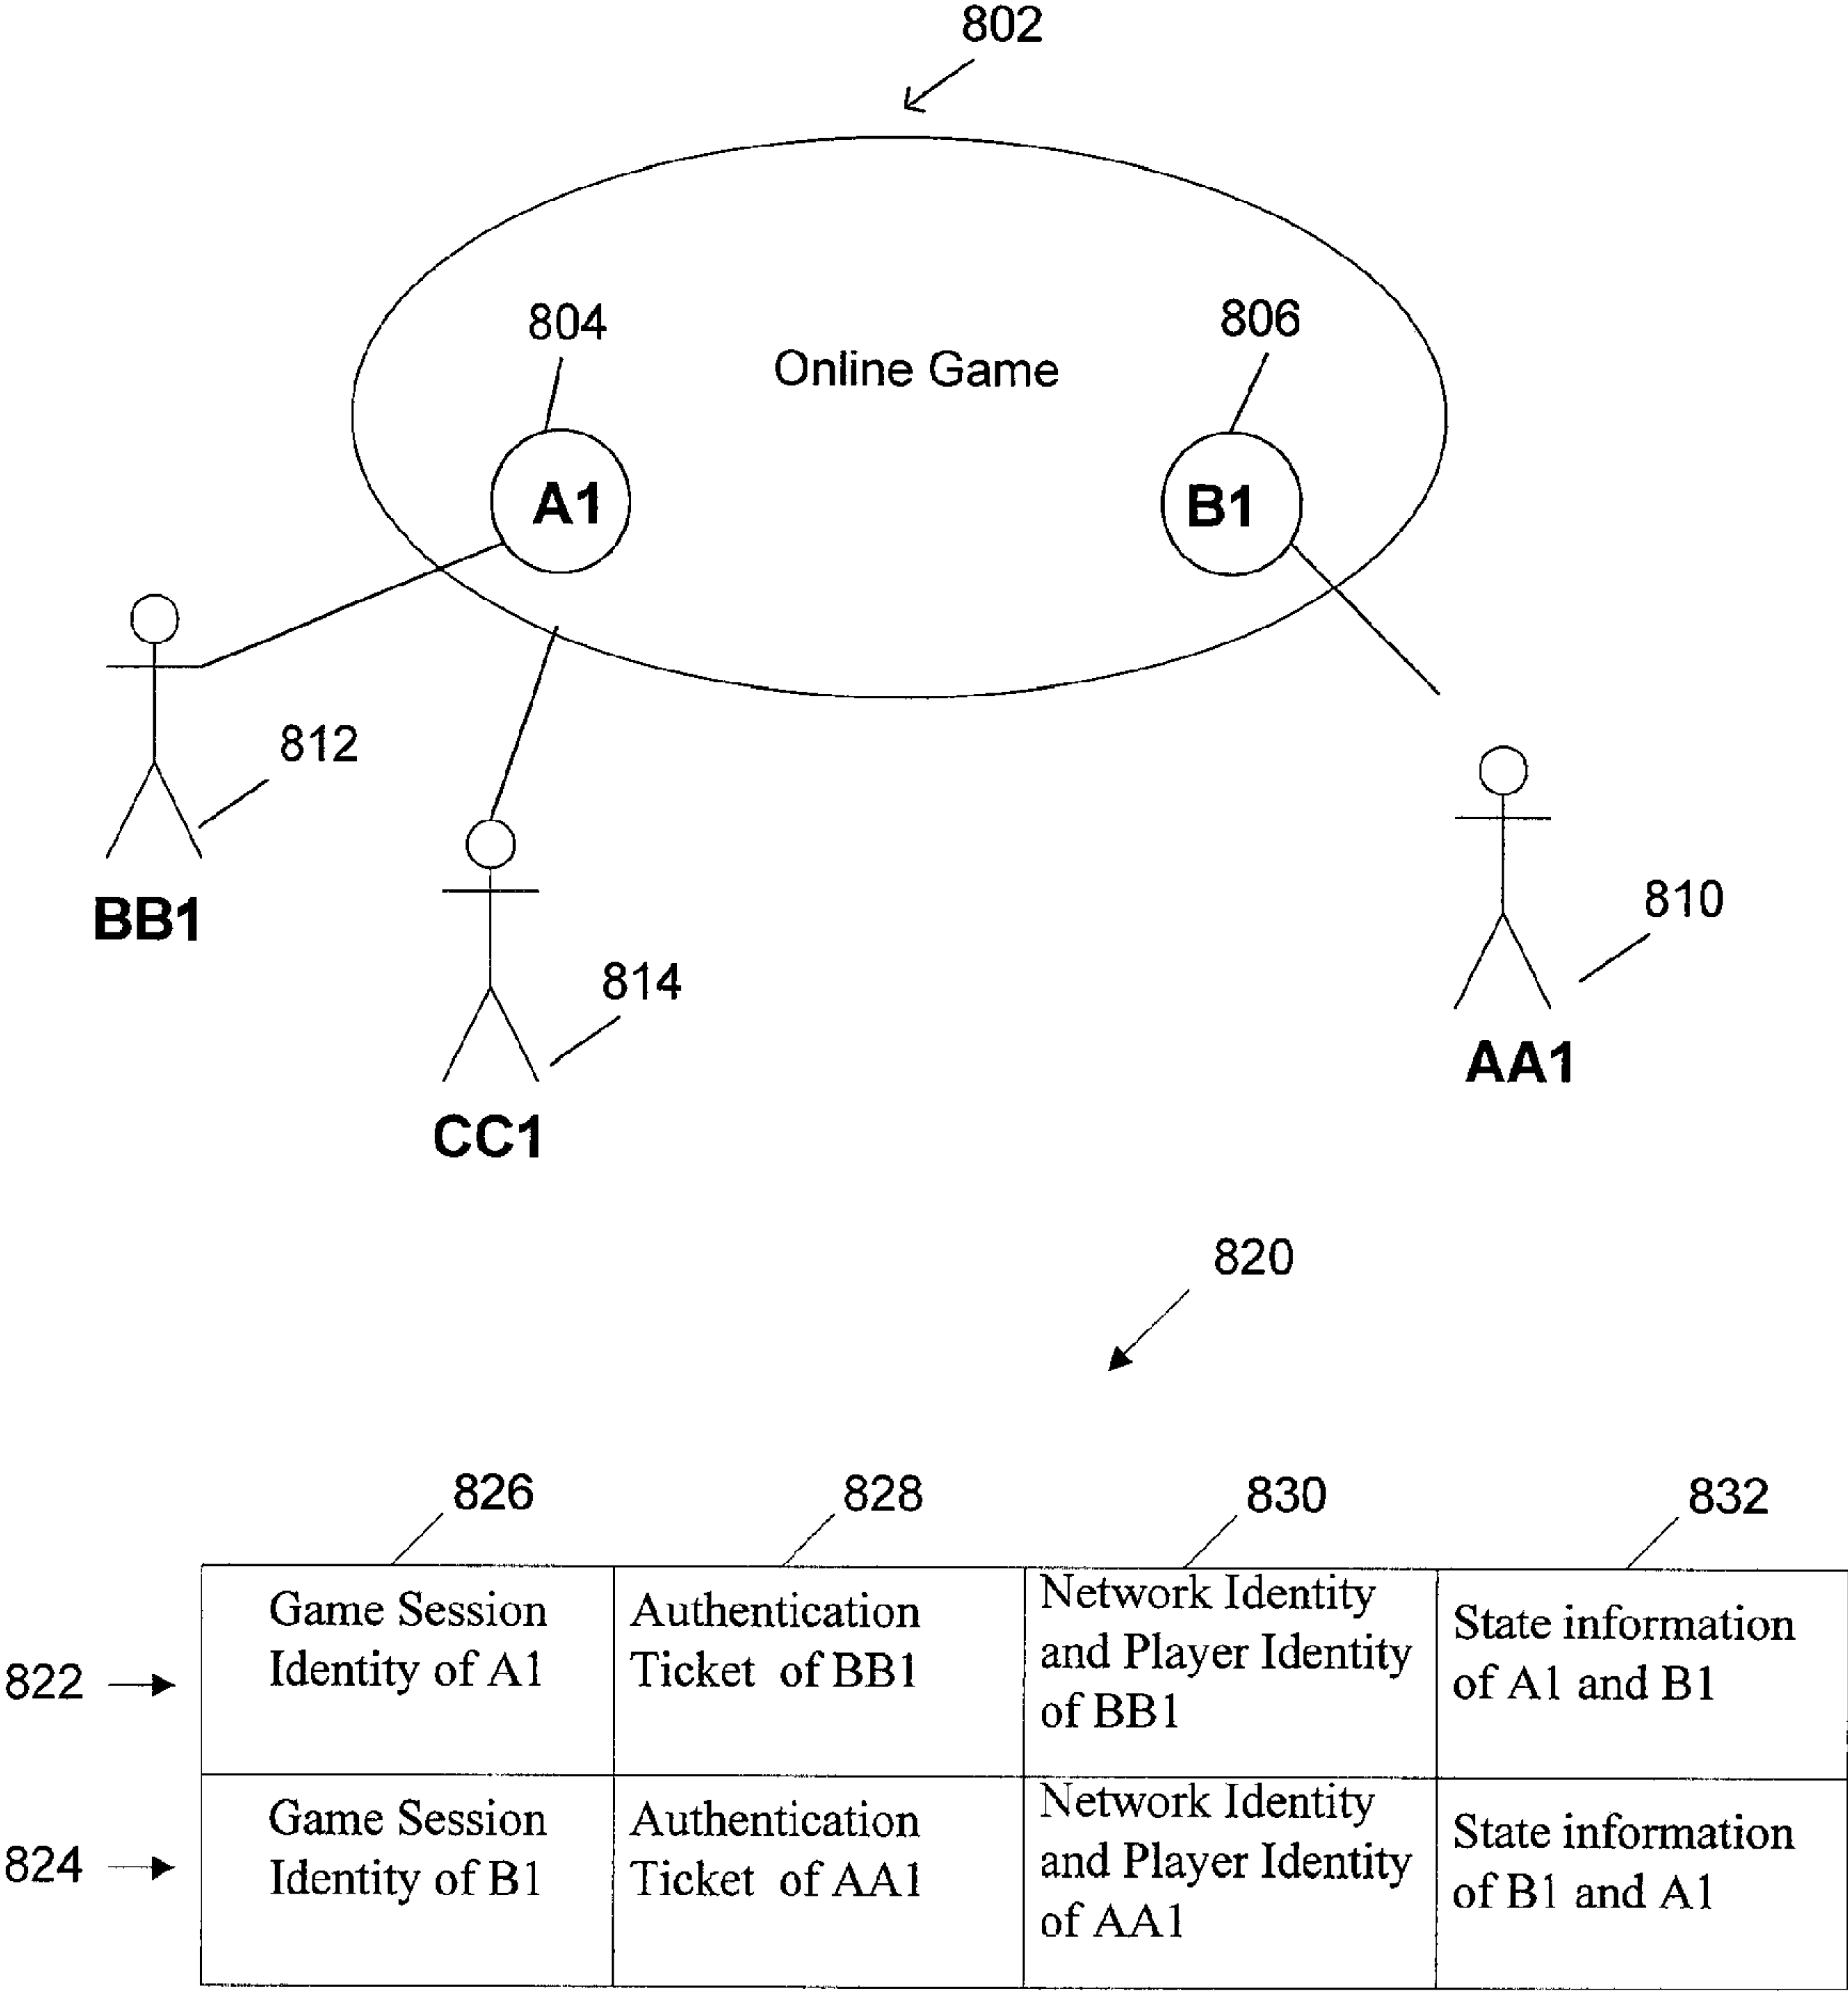 802
804
806
Online Game
A1
B1
812
BB1
814
CC1
810
AA1
820
826
828
830
832
822
Game Session
Identity of A1
Authentication
Ticket of BB1
Network Identity
and Player Identity
of BB1
State information
of A1 and B1
824
Game Session
Identity of B1
Authentication
Ticket of AA1
Network Identity
and Player Identity
of AA1
State information
of B1 and A1